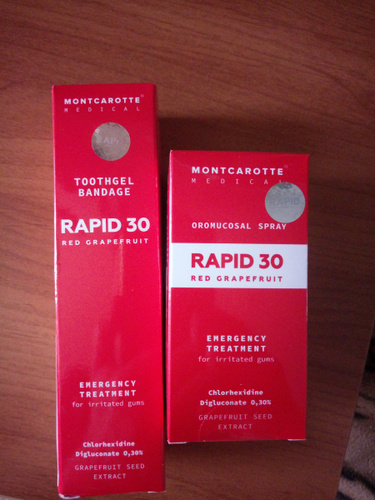 MONTCAROTTE
MEDICAL
TOOTHGEL
BANDAGE
RAPID 30
RED GRAPEFRUIT
EMERGENCY
TREATMENT
for irritated gums
Chlorhexidine
Digluconate 0,30%
GRAPEFRUIT SEED
EXTRACT
MONTCAROTTE
MEDICAL
OROMUCOSAL SPRAY
RAPID 30
RED GRAPEFRUIT
EMERGENCY
TREATMENT
for irritated gums
Chlorhexidine
Digluconate 0,30%
GRAPEFRUIT SEED
EXTRACT